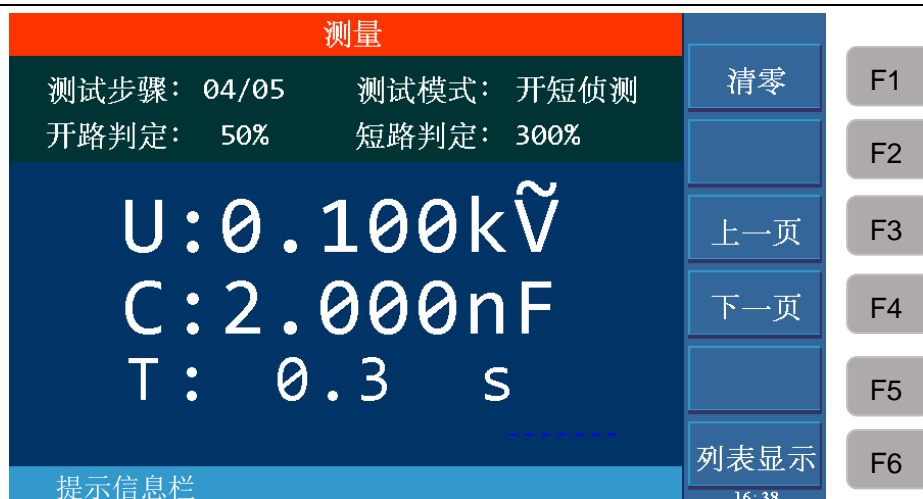 测量
测试步骤: 04/05 测试模式: 开短侦测
开路判定: 50% 短路判定: 300%
U:0.100kṼ
C:2.000nF
T: 0.3 s
-------
提示信息栏
清零
上一页
下一页
列表显示
16:38
F1
F2
F3
F4
F5
F6